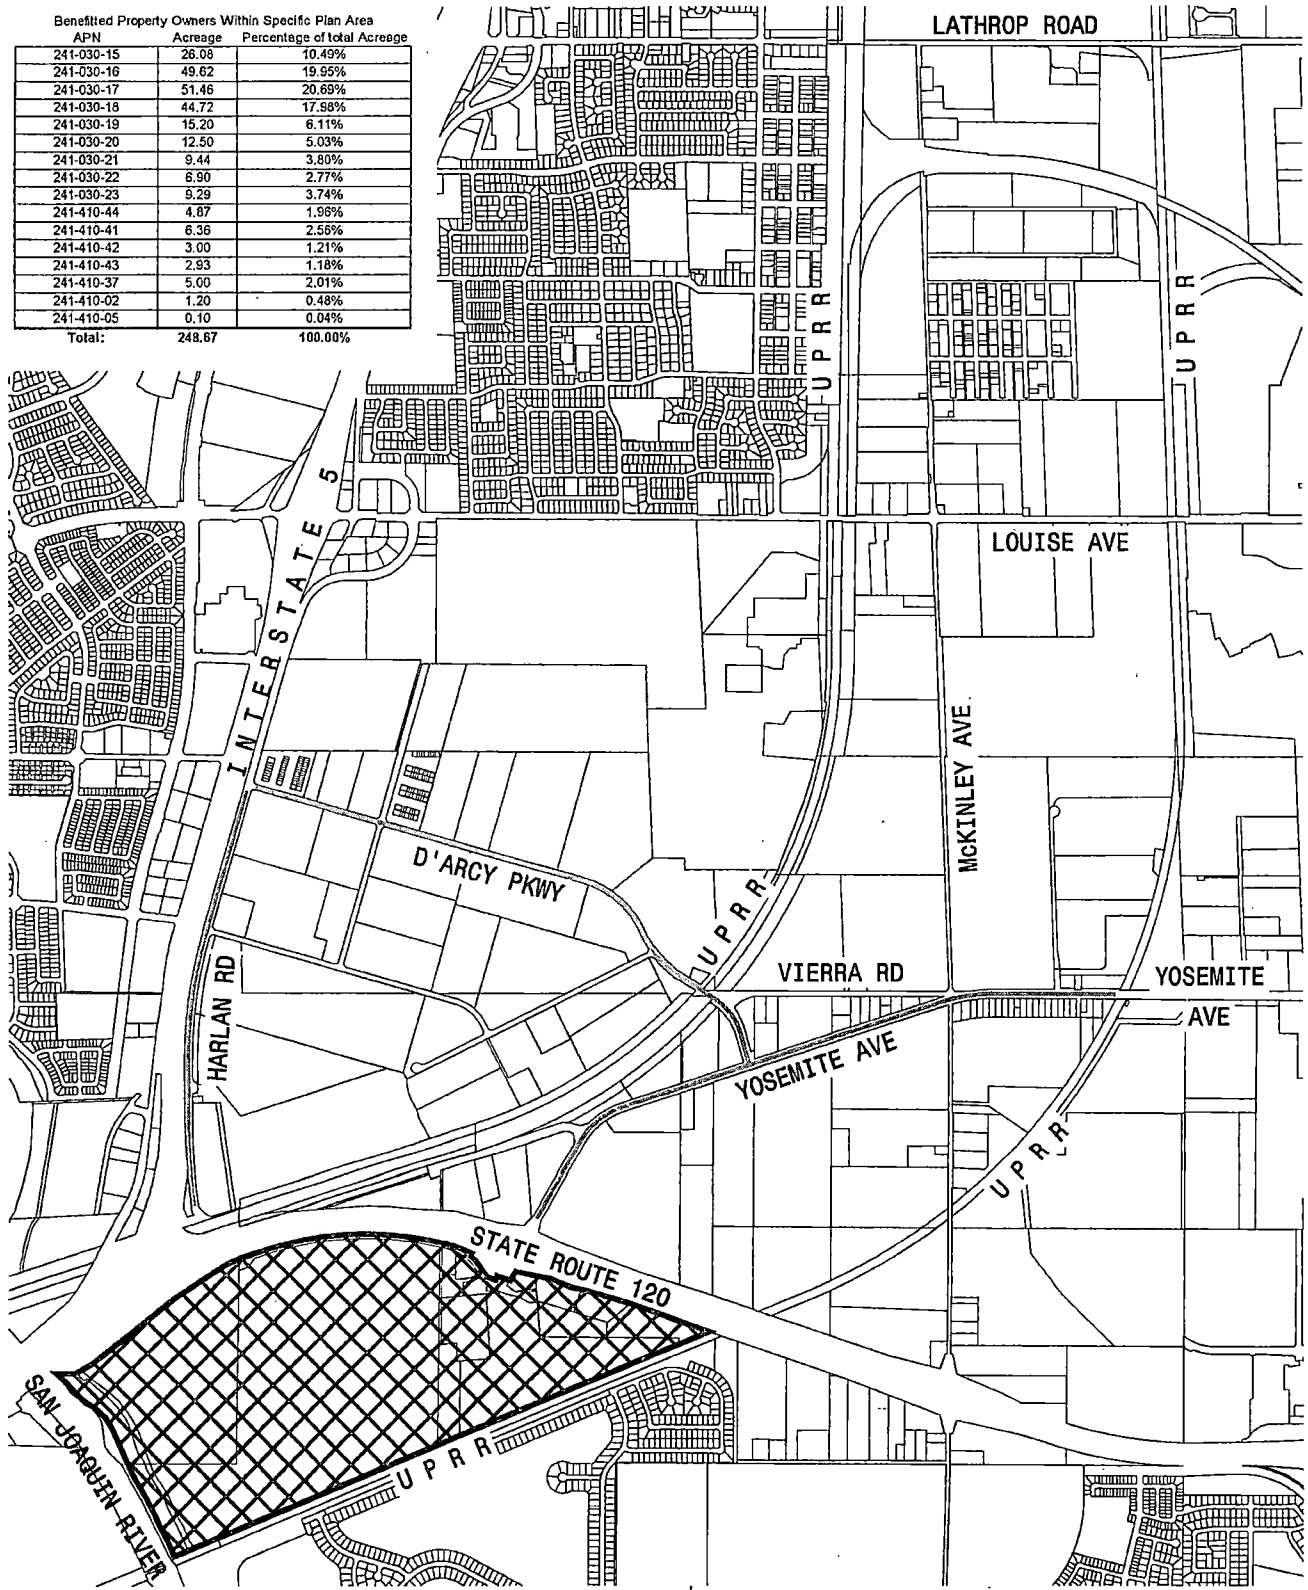 Benefitted Property Owners Within Specific Plan Area
APN Acreage Percentage of total Acreage
241-030-15 26.08 10.49%
241-030-16 49.62 19.95%
241-030-17 51.46 20.69%
241-030-18 44.72 17.98%
241-030-19 15.20 6.11%
241-030-20 12.50 5.03%
241-030-21 9.44 3.80%
241-030-22 6.90 2.77%
241-030-23 9.29 3.74%
241-410-44 4.87 1.96%
241-410-41 6.36 2.56%
241-410-42 3.00 1.21%
241-410-43 2.93 1.18%
241-410-37 5.00 2.01%
241-410-02 1.20 0.48%
241-410-05 0.10 0.04%
Total: 248.67 100.00%
LATHROP ROAD
UPRR
UPRR
INTERSTATE 5
LOUISE AVE
McKINLEY AVE.
D'ARCY PKWY
UPRR
HARLAN RD
VIERRA RD
YOSEMITE
AVE
YOSEMITE AVE
UPRR
STATE ROUTE 120
SAN JOAQUIN RIVER
UPRR